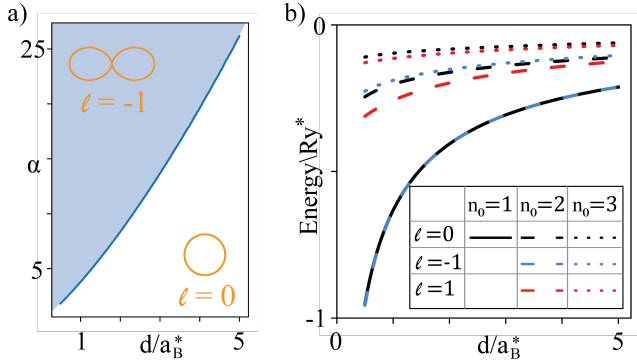 a)
25
ℓ = -1
α
ℓ = 0
5
1
5
d/a*B
b)
0
Energy\Ry*
-1
n₀=1 n₀=2 n₀=3
ℓ=0
ℓ=-1
ℓ=1
0
5
d/a*B